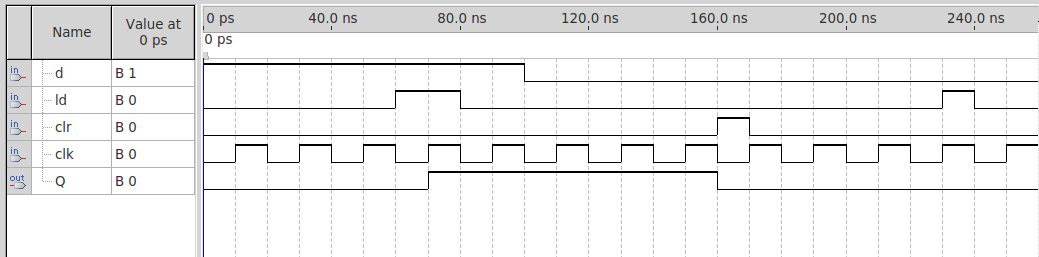 Name
Value at
0 ps
0 ps
40.0 ns
80.0 ns
120.0 ns
160.0 ns
200.0 ns
240.0 ns
0 ps
in
d
B 1
in
ld
B 0
in
clr
B 0
in
clk
B 0
out
Q
B 0